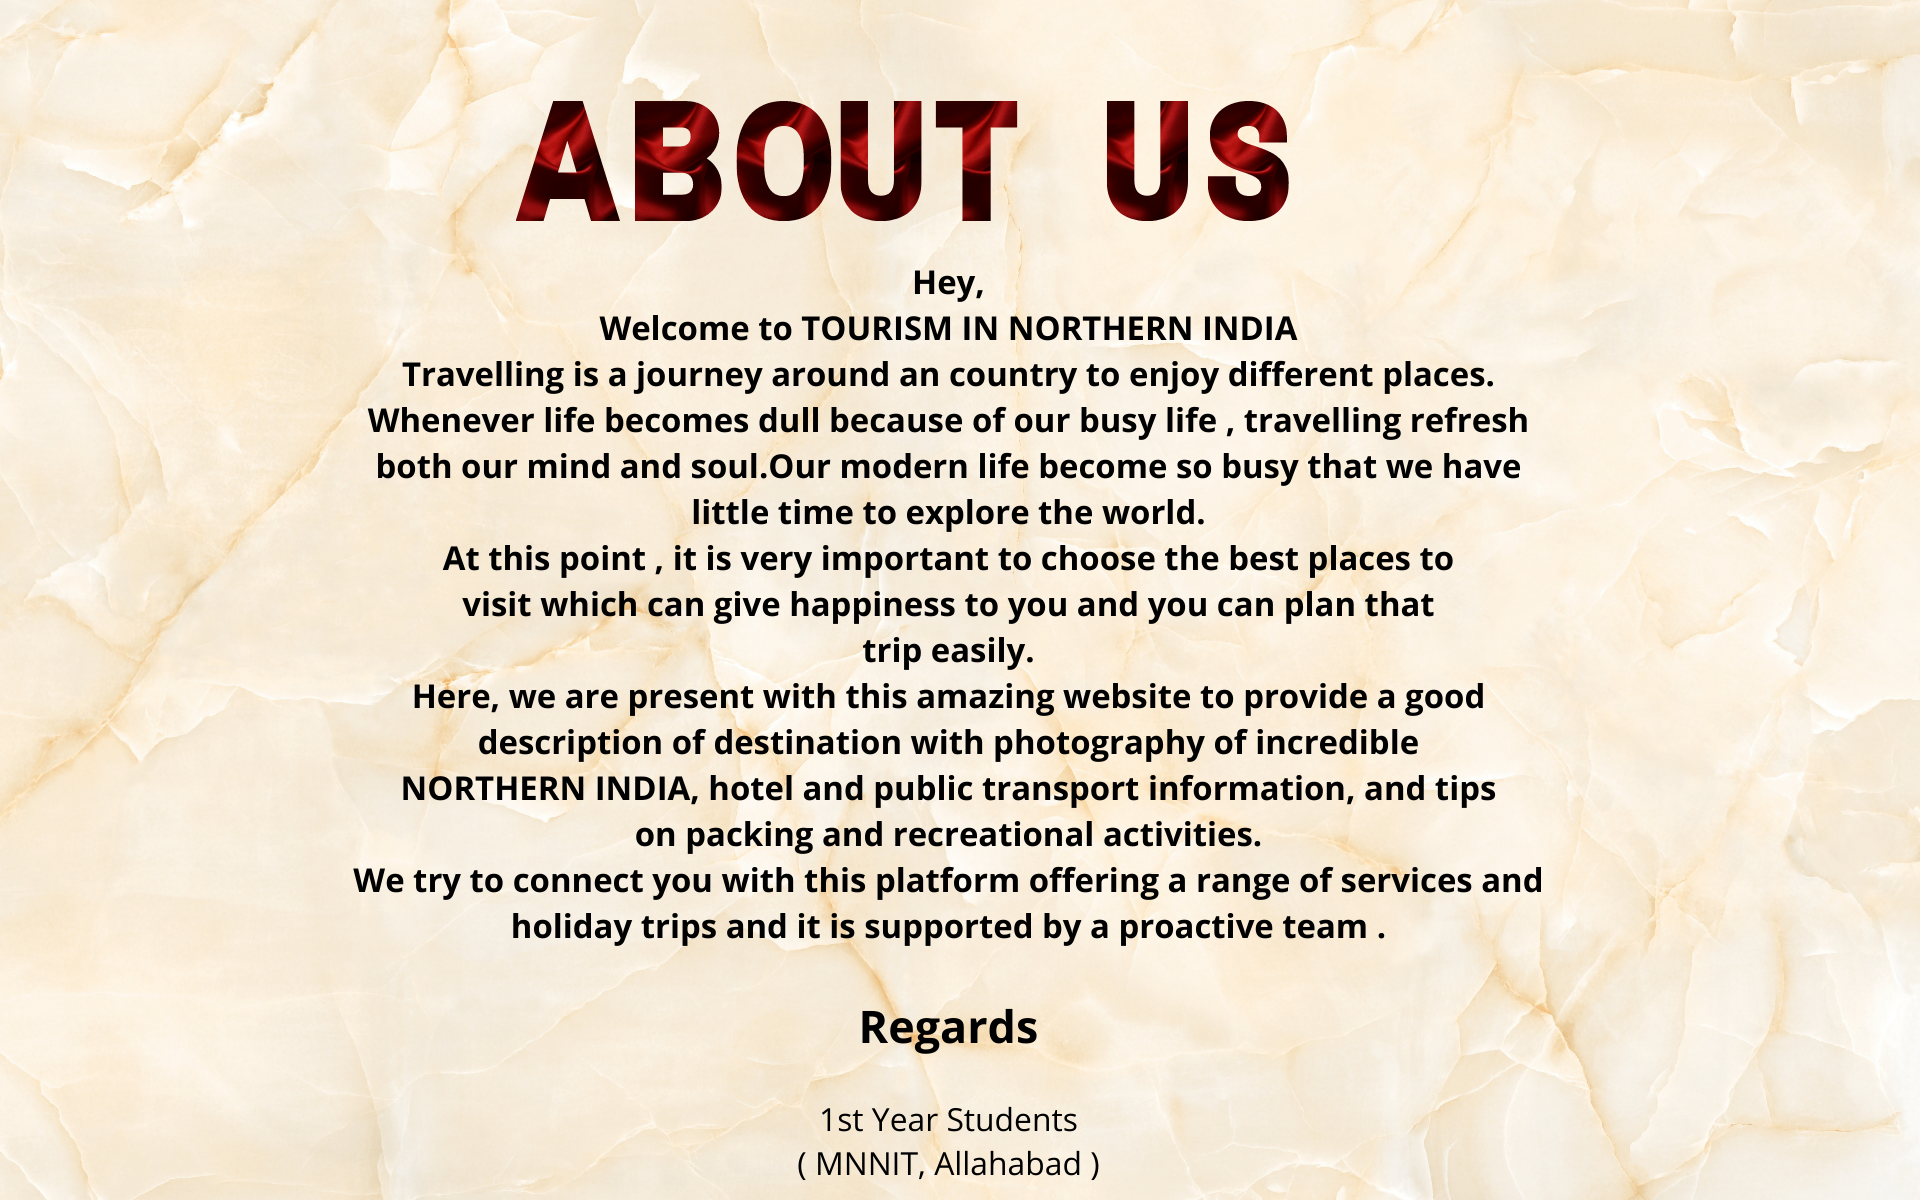 ABOUT US
Hey,
Welcome to TOURISM IN NORTHERN INDIA
Travelling is a journey around an country to enjoy different places.
Whenever life becomes dull because of our busy life , travelling refresh
both our mind and soul.Our modern life become so busy that we have
little time to explore the world.
At this point , it is very important to choose the best places to
visit which can give happiness to you and you can plan that
trip easily.
Here, we are present with this amazing website to provide a good
description of destination with photography of incredible
NORTHERN INDIA, hotel and public transport information, and tips
on packing and recreational activities.
We try to connect you with this platform offering a range of services and
holiday trips and it is supported by a proactive team .
Regards
1st Year Students
( MNNIT, Allahabad )